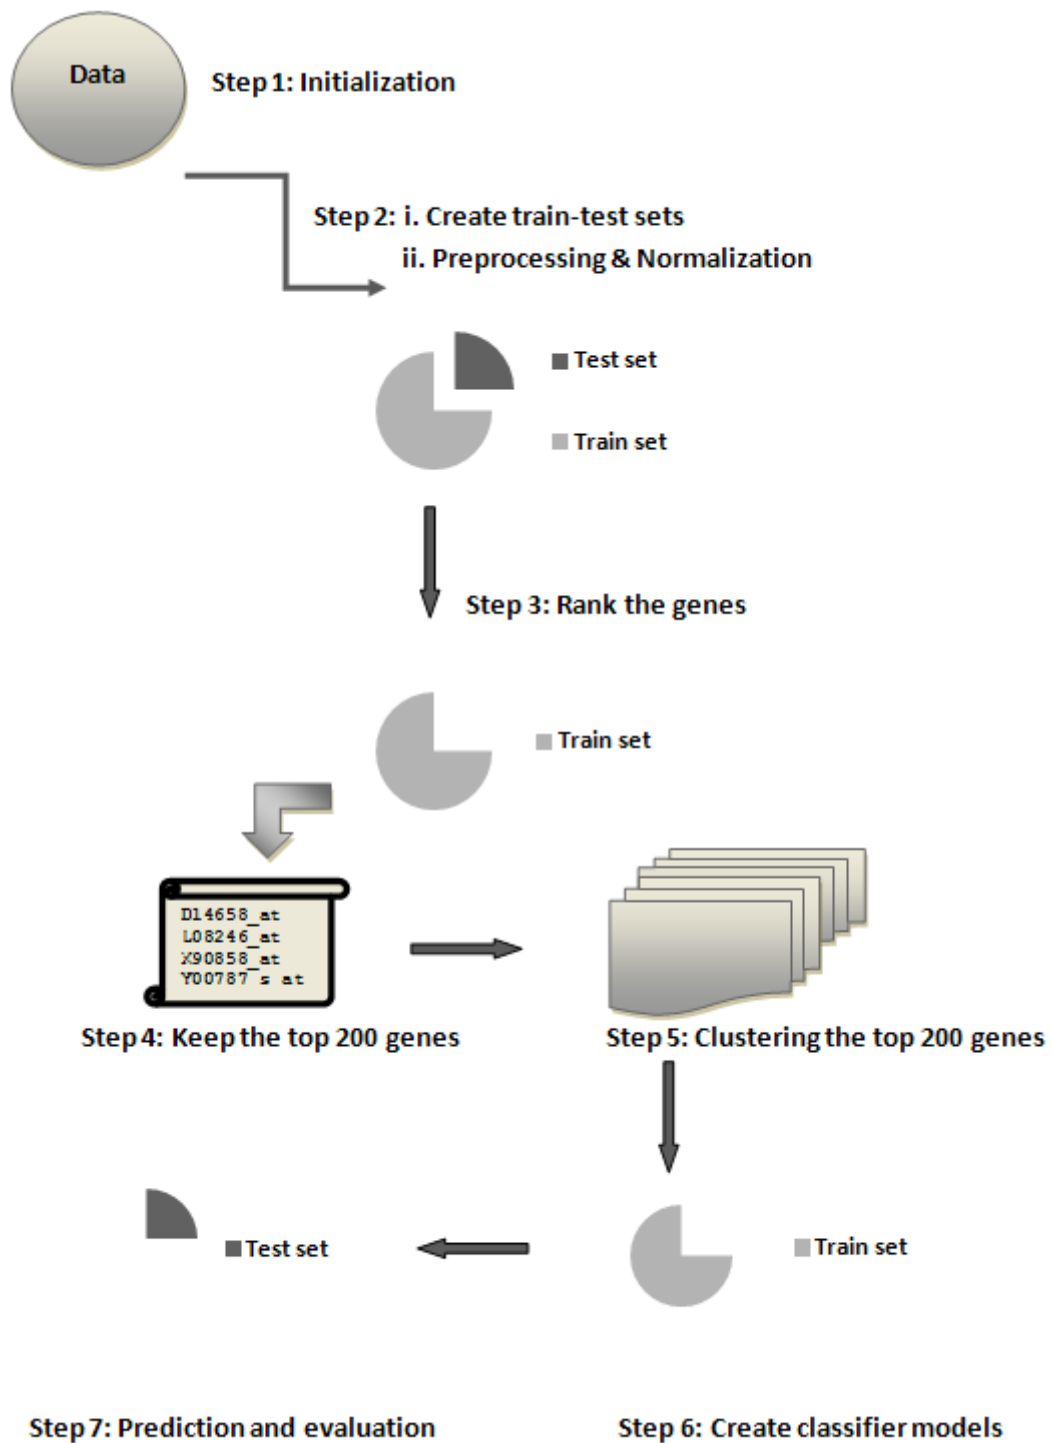 Data
Step 1: Initialization
Step 2: i. Create train-test sets
ii. Preprocessing & Normalization
Test set
Train set
Step 3: Rank the genes
Train set
D14658_at
L08246_at
X90858_at
Y00787_s at
Step 4: Keep the top 200 genes
Step 5: Clustering the top 200 genes
Test set
Train set
Step 7: Prediction and evaluation
Step 6: Create classifier models